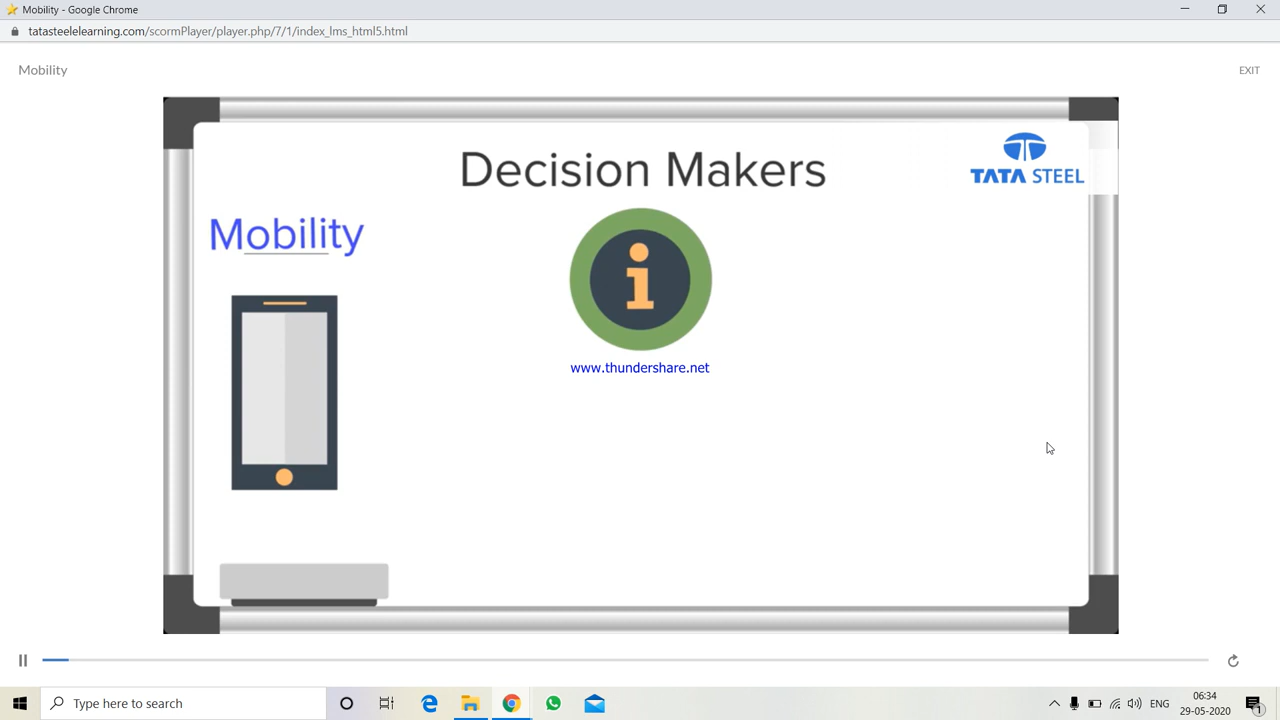 Mobility - Google Chrome
tatasteelelearning.com/scormPlayer/player.php/7/1/index_lms_html5.html
Mobility
EXIT
Decision Makers
TATA STEEL
Mobility
i
www.thundershare.net
Type here to search
ENG
06:34
29-05-2020
1